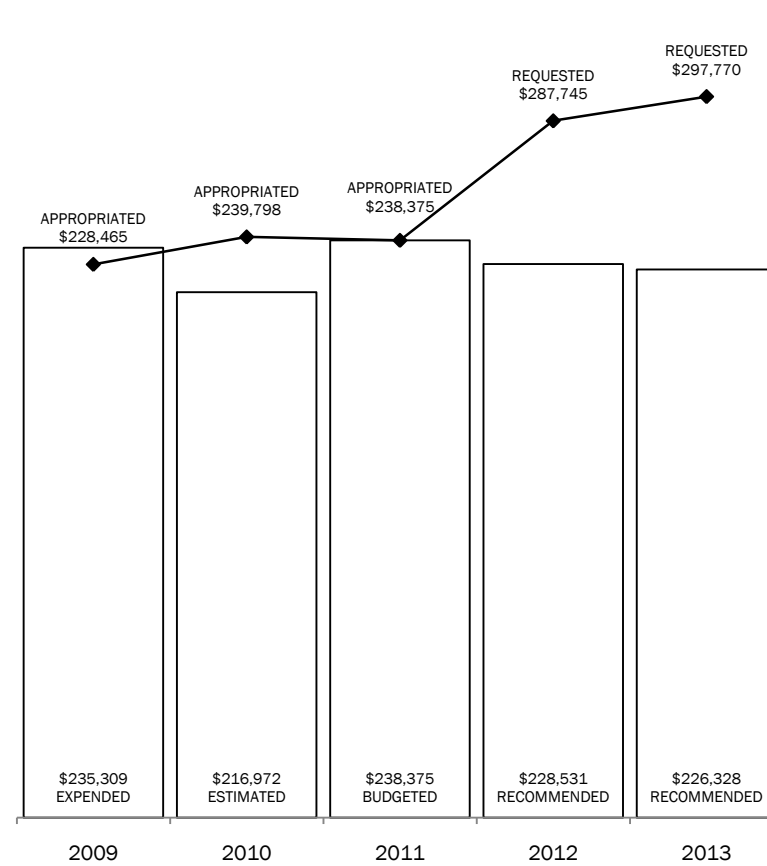 REQUESTED
$297,770
REQUESTED
$287,745
APPROPRIATED
$238,375
APPROPRIATED
$239,798
APPROPRIATED
$228,465
$235,309
EXPENDED
$216,972
ESTIMATED
$238,375
BUDGETED
$228,531
RECOMMENDED
$226,328
RECOMMENDED
2009
2010
2011
2012
2013